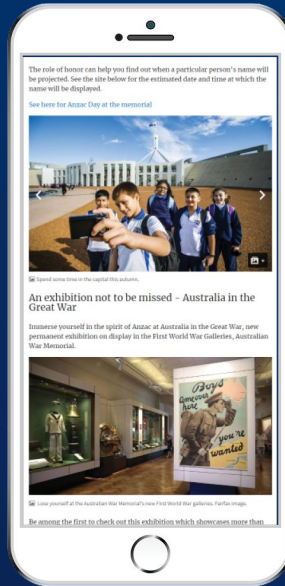 The role of honor can help you find out when a particular person's name will
be projected. See the site below for the estimated date and time at which the
name will be displayed.
See here for Anzac Day at the memorial
Spend some time in the capital this autumn.
An exhibition not to be missed - Australia in the
Great War
Immerse yourself in the spirit of Anzac at Australia in the Great War, new
permanent exhibition on display in the First World War Galleries, Australian
War Memorial.
Boys
Come over
here
you're
wanted
Lose yourself at the Australian War Memorial's new First World War galleries. Fairfax image.
Be among the first to check out this exhibition which showcases more than